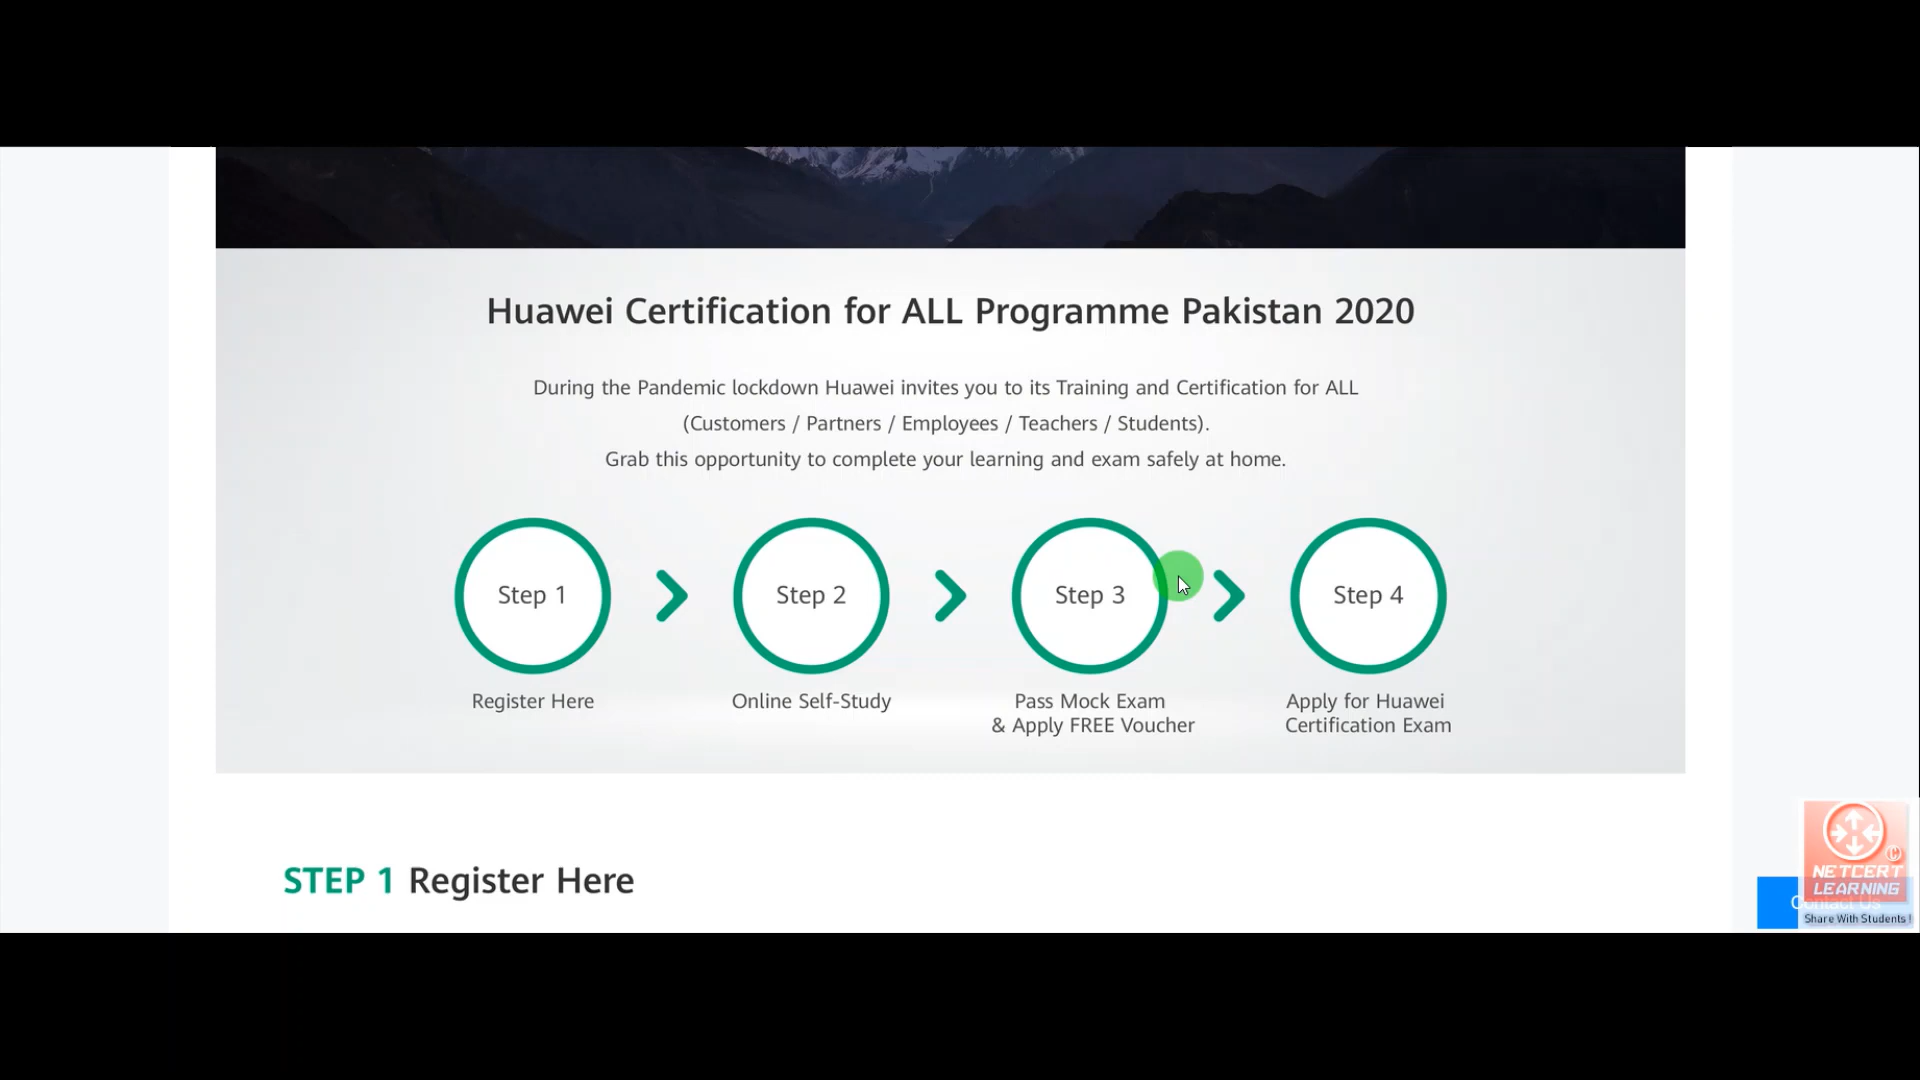 Huawei Certification for ALL Programme Pakistan 2020
During the Pandemic lockdown Huawei invites you to its Training and Certification for ALL
(Customers / Partners / Employees / Teachers / Students).
Grab this opportunity to complete your learning and exam safely at home.
Step 1
Step 2
Step 3
Step 4
Register Here
Online Self-Study
Pass Mock Exam
& Apply FREE Voucher
Apply for Huawei
Certification Exam
STEP 1 Register Here
©
NETCERT
LEARNING
Contact Us
Share With Students !